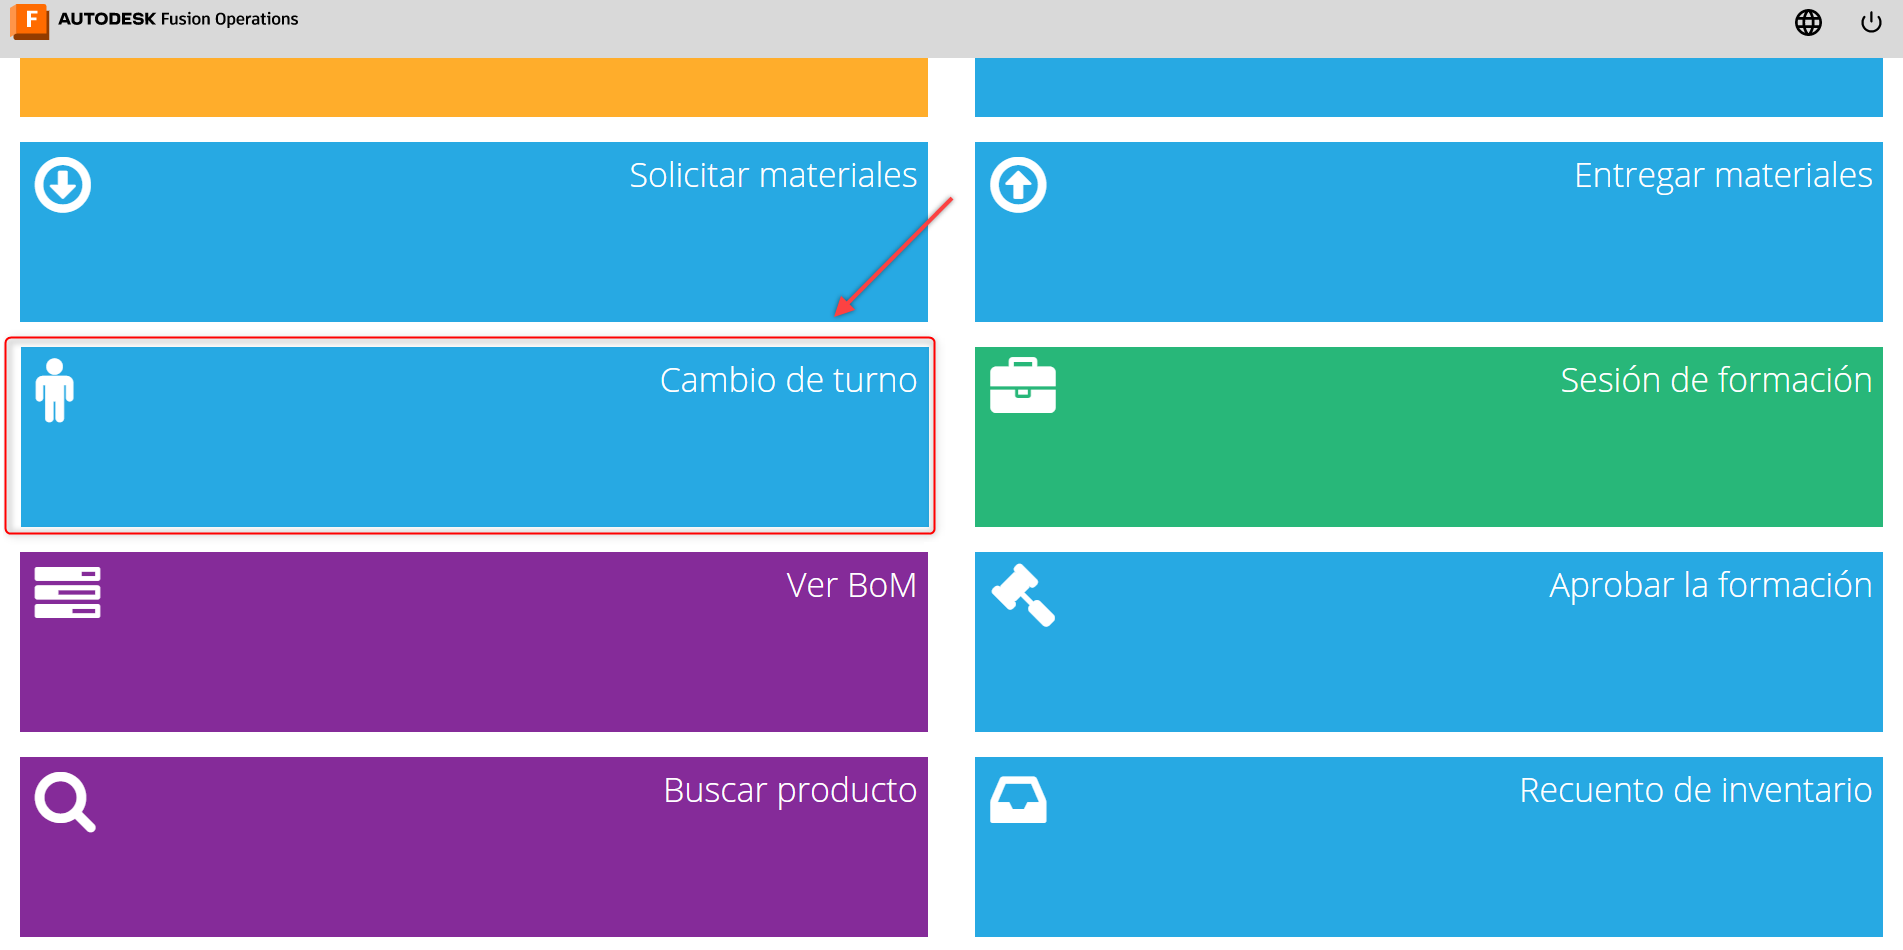 AUTODESK Fusion Operations
Solicitar materiales
Entregar materiales
Cambio de turno
Sesión de formación
Ver BoM
Aprobar la formación
Buscar producto
Recuento de inventario